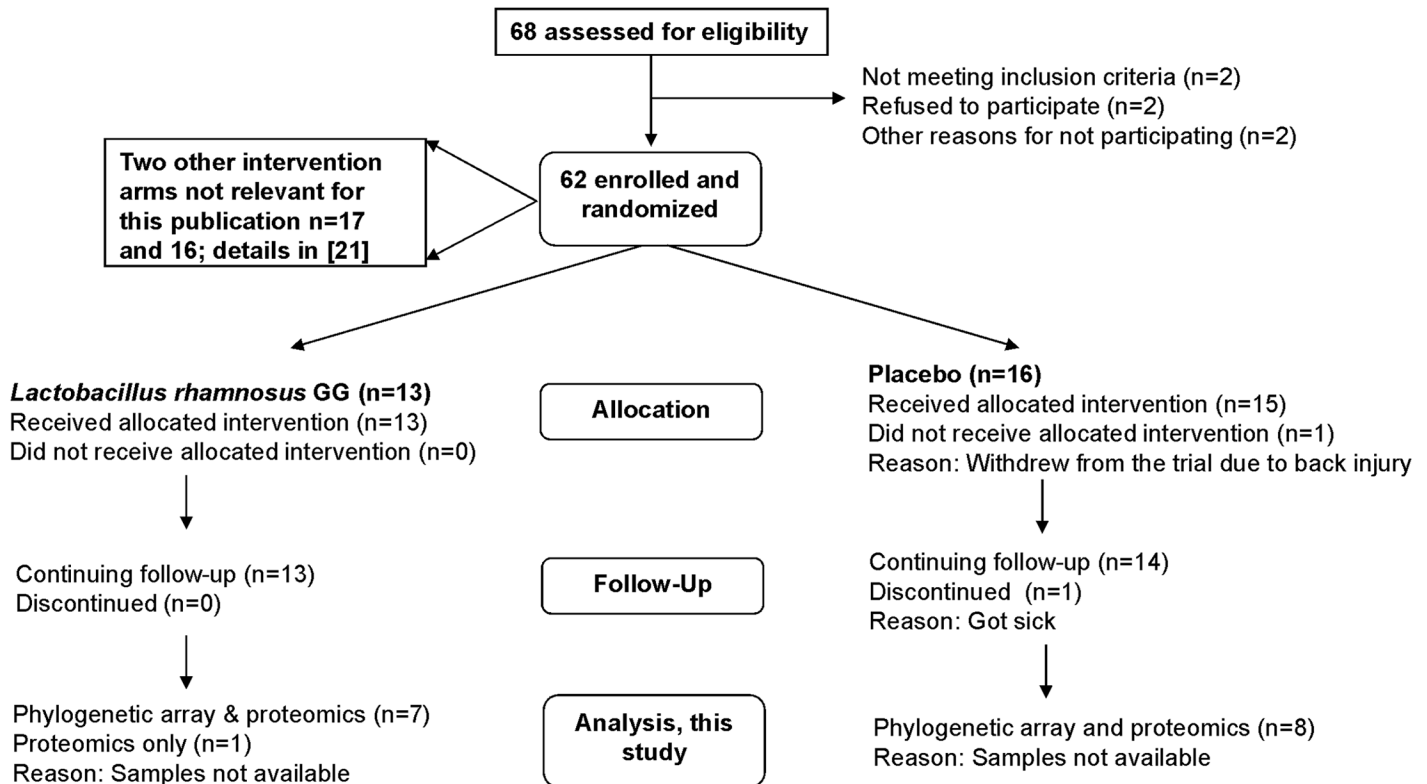 68 assessed for eligibility
Not meeting inclusion criteria (n=2)
Refused to participate (n=2)
Other reasons for not participating (n=2)
Two other intervention
arms not relevant for
this publication n=17
and 16; details in [21]
62 enrolled and
randomized
Lactobacillus rhamnosus GG (n=13)
Received allocated intervention (n=13)
Did not receive allocated intervention (n=0)
Allocation
Placebo (n=16)
Received allocated intervention (n=15)
Did not receive allocated intervention (n=1)
Reason: Withdrew from the trial due to back injury
Continuing follow-up (n=13)
Discontinued (n=0)
Follow-Up
Continuing follow-up (n=14)
Discontinued  (n=1)
Reason: Got sick
Phylogenetic array & proteomics (n=7)
Proteomics only (n=1)
Reason: Samples not available
Analysis, this
study
Phylogenetic array and proteomics (n=8)
Reason: Samples not available